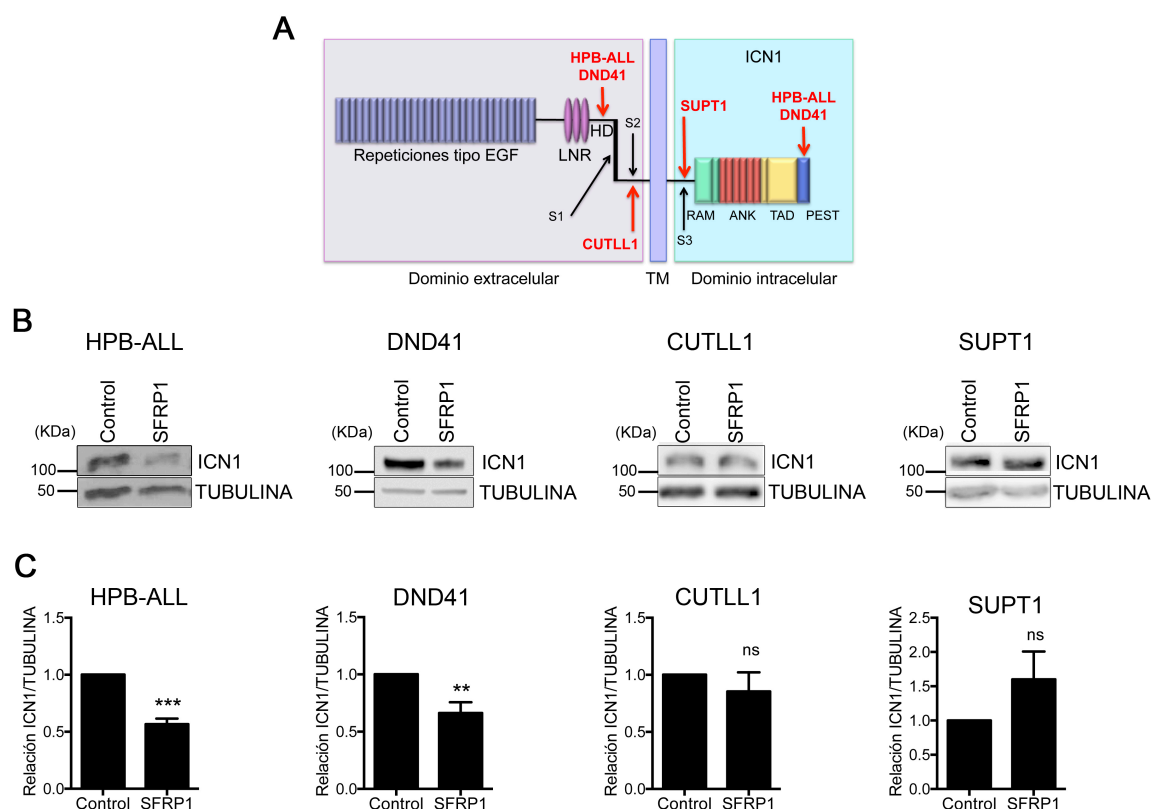 A
ICN1
HPB-ALL
DND41
HPB-ALL
DND41
SUPT1
S2
HD
Repeticiones tipo EGF
LNR
S1
RAM ANK TAD PEST
CUTLL1
S3
Dominio extracelular TM Dominio intracelular
B
HPB-ALL DND41 CUTLL1 SUPT1
Control SFRP1 Control SFRP1 Control SFRP1 Control SFRP1
(KDa) (KDa) (KDa) (KDa)
100 ICN1 100 ICN1 100 ICN1 100 ICN1
50 TUBULINA 50 TUBULINA 50 TUBULINA 50 TUBULINA
C
HPB-ALL
Relación ICN1/TUBULINA
1.5
1.0
0.5
0.0
***
Control SFRP1
DND41
Relación ICN1/TUBULINA
1.5
1.0
0.5
0.0
**
Control SFRP1
CUTLL1
Relación ICN1/TUBULINA
1.5
1.0
0.5
0.0
ns
Control SFRP1
SUPT1
Relación ICN1/TUBULINA
2.5
2.0
1.5
1.0
0.5
0.0
ns
Control SFRP1